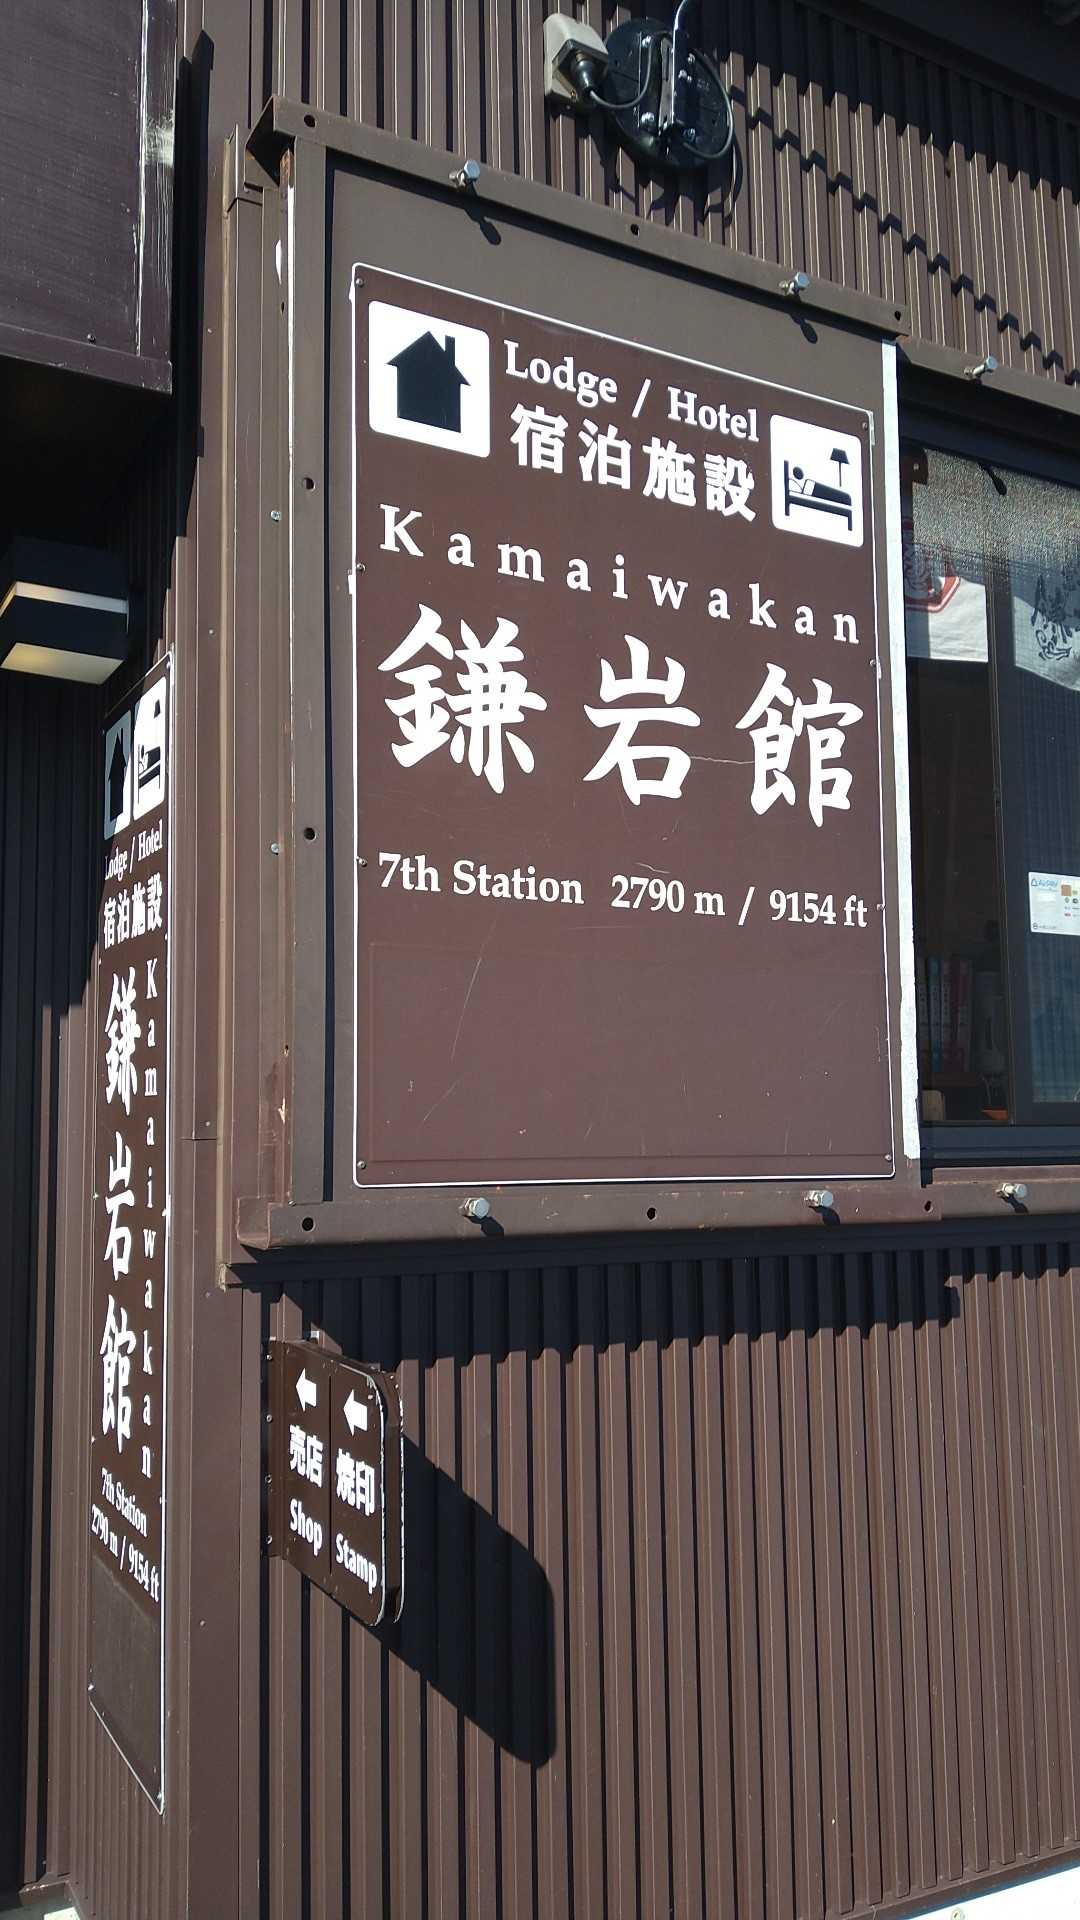 Lodge / Hotel
宿泊施設
Kamaiwakan
鎌岩館
7th Station 2790 m / 9154 ft
Lodge / Hotel
宿泊施設
Kamaiwakan
鎌岩館
7th Station
2790 m / 9154 ft
売店
Shop
焼印
Stamp
AirPAY